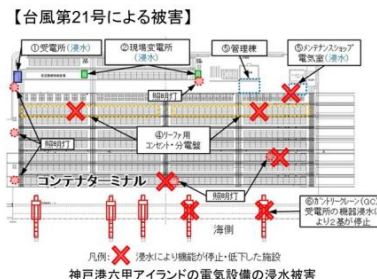 【台風第21号による被害】
①受電所(浸水)
②現場変電所
(浸水)
⑤管理棟
⑤メンテナンスショップ
電気室(浸水)
照明灯
④リーファ用
コンセント・分電盤
照明灯
コンテナターミナル
照明灯
海側
⑥ガントリークレーン(GC)
受電所の機器浸水に
より2基が停止
凡例: 浸水により機能が停止・低下した施設
神戸港六甲アイランドの電気設備の浸水被害